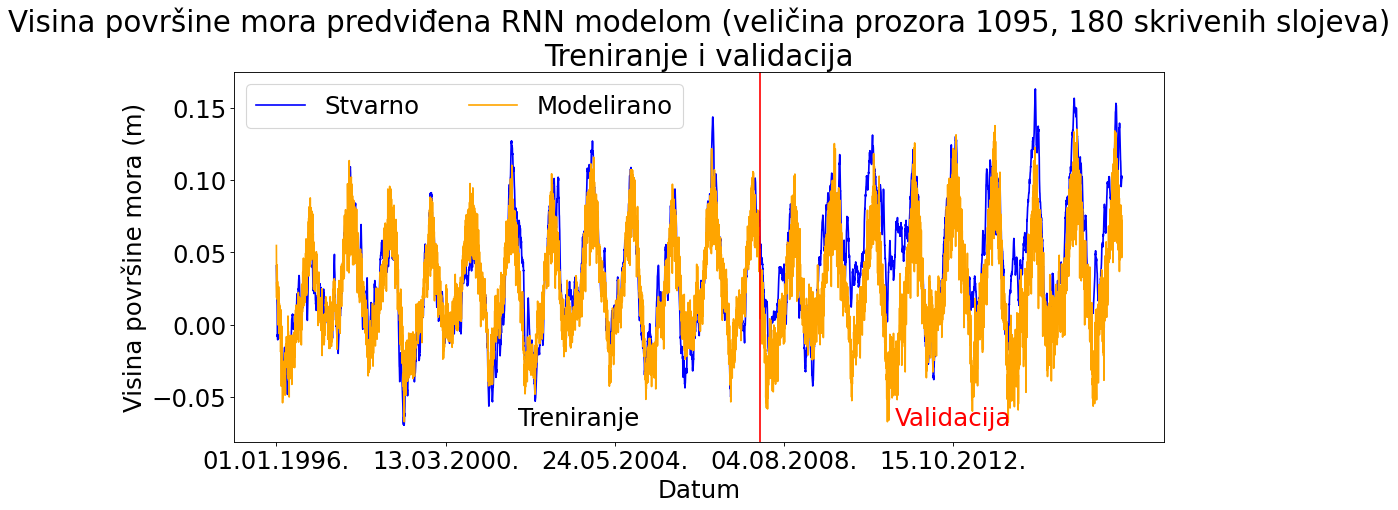 Visina površine mora predviđena RNN modelom (veličina prozora 1095, 180 skrivenih slojeva)
Treniranje i validacija
Stvarno
Modelirano
Visina površine mora (m)
0.15
0.10
0.05
0.00
−0.05
Treniranje
Validacija
01.01.1996.
13.03.2000.
24.05.2004.
04.08.2008.
15.10.2012.
Datum